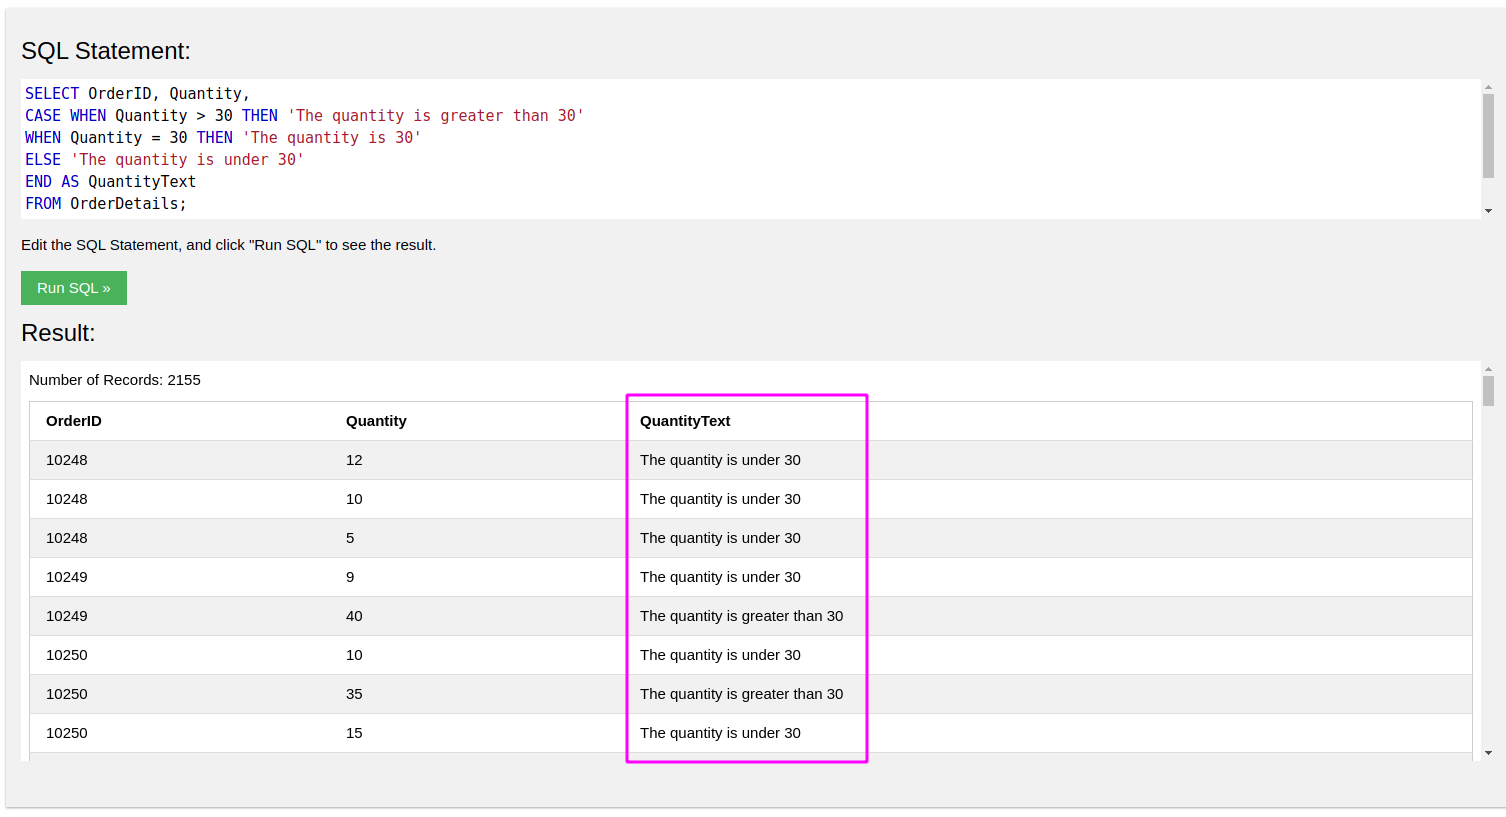 SQL Statement:
SELECT OrderID, Quantity,
CASE WHEN Quantity > 30 THEN 'The quantity is greater than 30'
WHEN Quantity = 30 THEN 'The quantity is 30'
ELSE 'The quantity is under 30'
END AS QuantityText
FROM OrderDetails;
Edit the SQL Statement, and click "Run SQL" to see the result.
Run SQL »
Result:
Number of Records: 2155
OrderID Quantity QuantityText
10248 12 The quantity is under 30
10248 10 The quantity is under 30
10248 5 The quantity is under 30
10249 9 The quantity is under 30
10249 40 The quantity is greater than 30
10250 10 The quantity is under 30
10250 35 The quantity is greater than 30
10250 15 The quantity is under 30